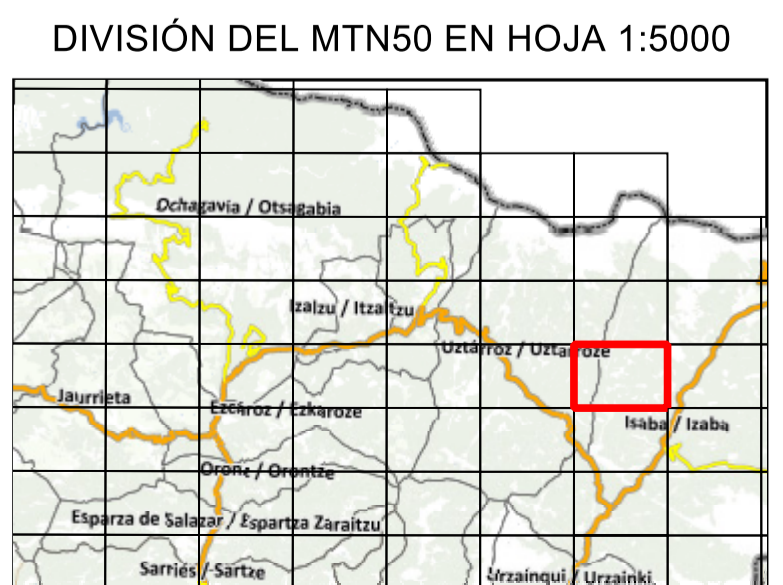 DIVISIÓN DEL MTN50 EN HOJA 1:5000
Ochagavía / Otsagabia
Izalzu / Itzaltzu
Uztárroz / Uztarroze
Jaurrieta
Ezcároz / Ezkaroze
Isaba / Izaba
Oronz / Orontze
Esparza de Salazar / Espartza Zaraitzu
Sarriés / Sartze
Urzainqui / Urzainki